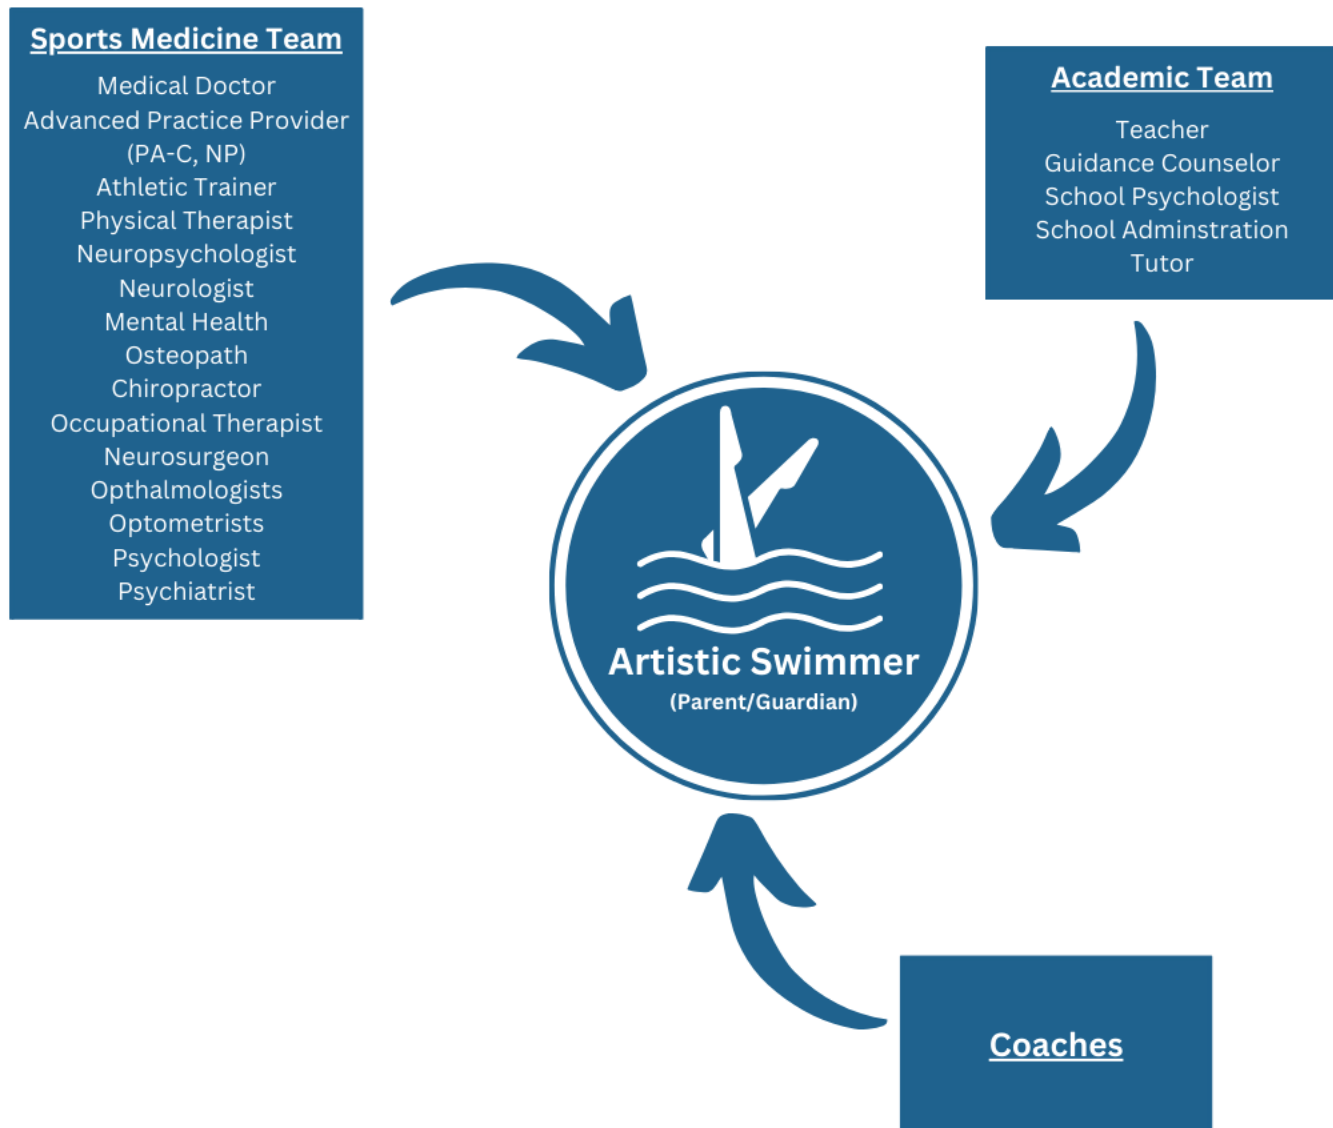 Sports Medicine Team
Medical Doctor
Advanced Practice Provider
(PA-C, NP)
Athletic Trainer
Physical Therapist
Neuropsychologist
Neurologist
Mental Health
Osteopath
Chiropractor
Occupational Therapist
Neurosurgeon
Opthalmologists
Optometrists
Psychologist
Psychiatrist
Academic Team
Teacher
Guidance Counselor
School Psychologist
School Adminstration
Tutor
Artistic Swimmer
(Parent/Guardian)
Coaches